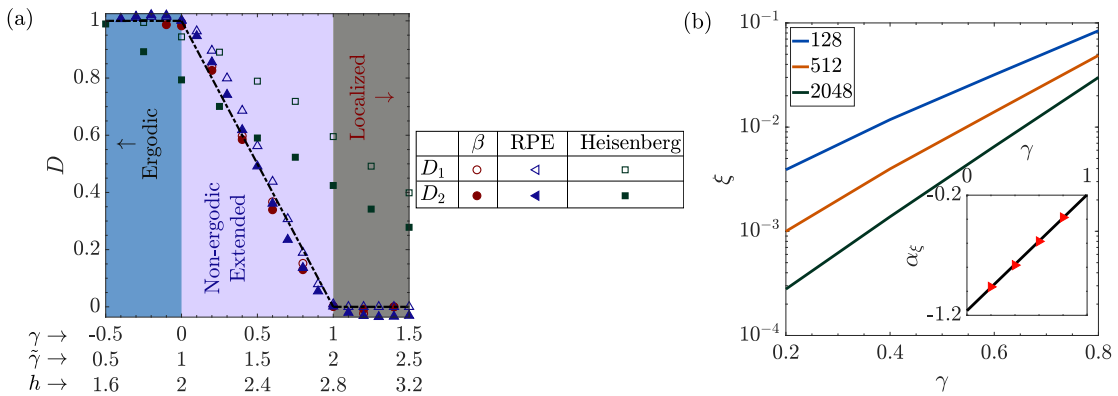 (a)
1
0.8
0.6
0.4
0.2
0
D
← Ergodic
Non-ergodic
Extended
Localized →
γ → -0.5 0 0.5 1 1.5
γ̃ → 0.5 1 1.5 2 2.5
h → 1.6 2 2.4 2.8 3.2
β RPE Heisenberg
D₁
D₂
(b)
10⁻¹
10⁻²
10⁻³
10⁻⁴
ξ
128
512
2048
0.2 0.4 0.6 0.8
γ
γ
0 1
-0.2
-1.2
α_ξ